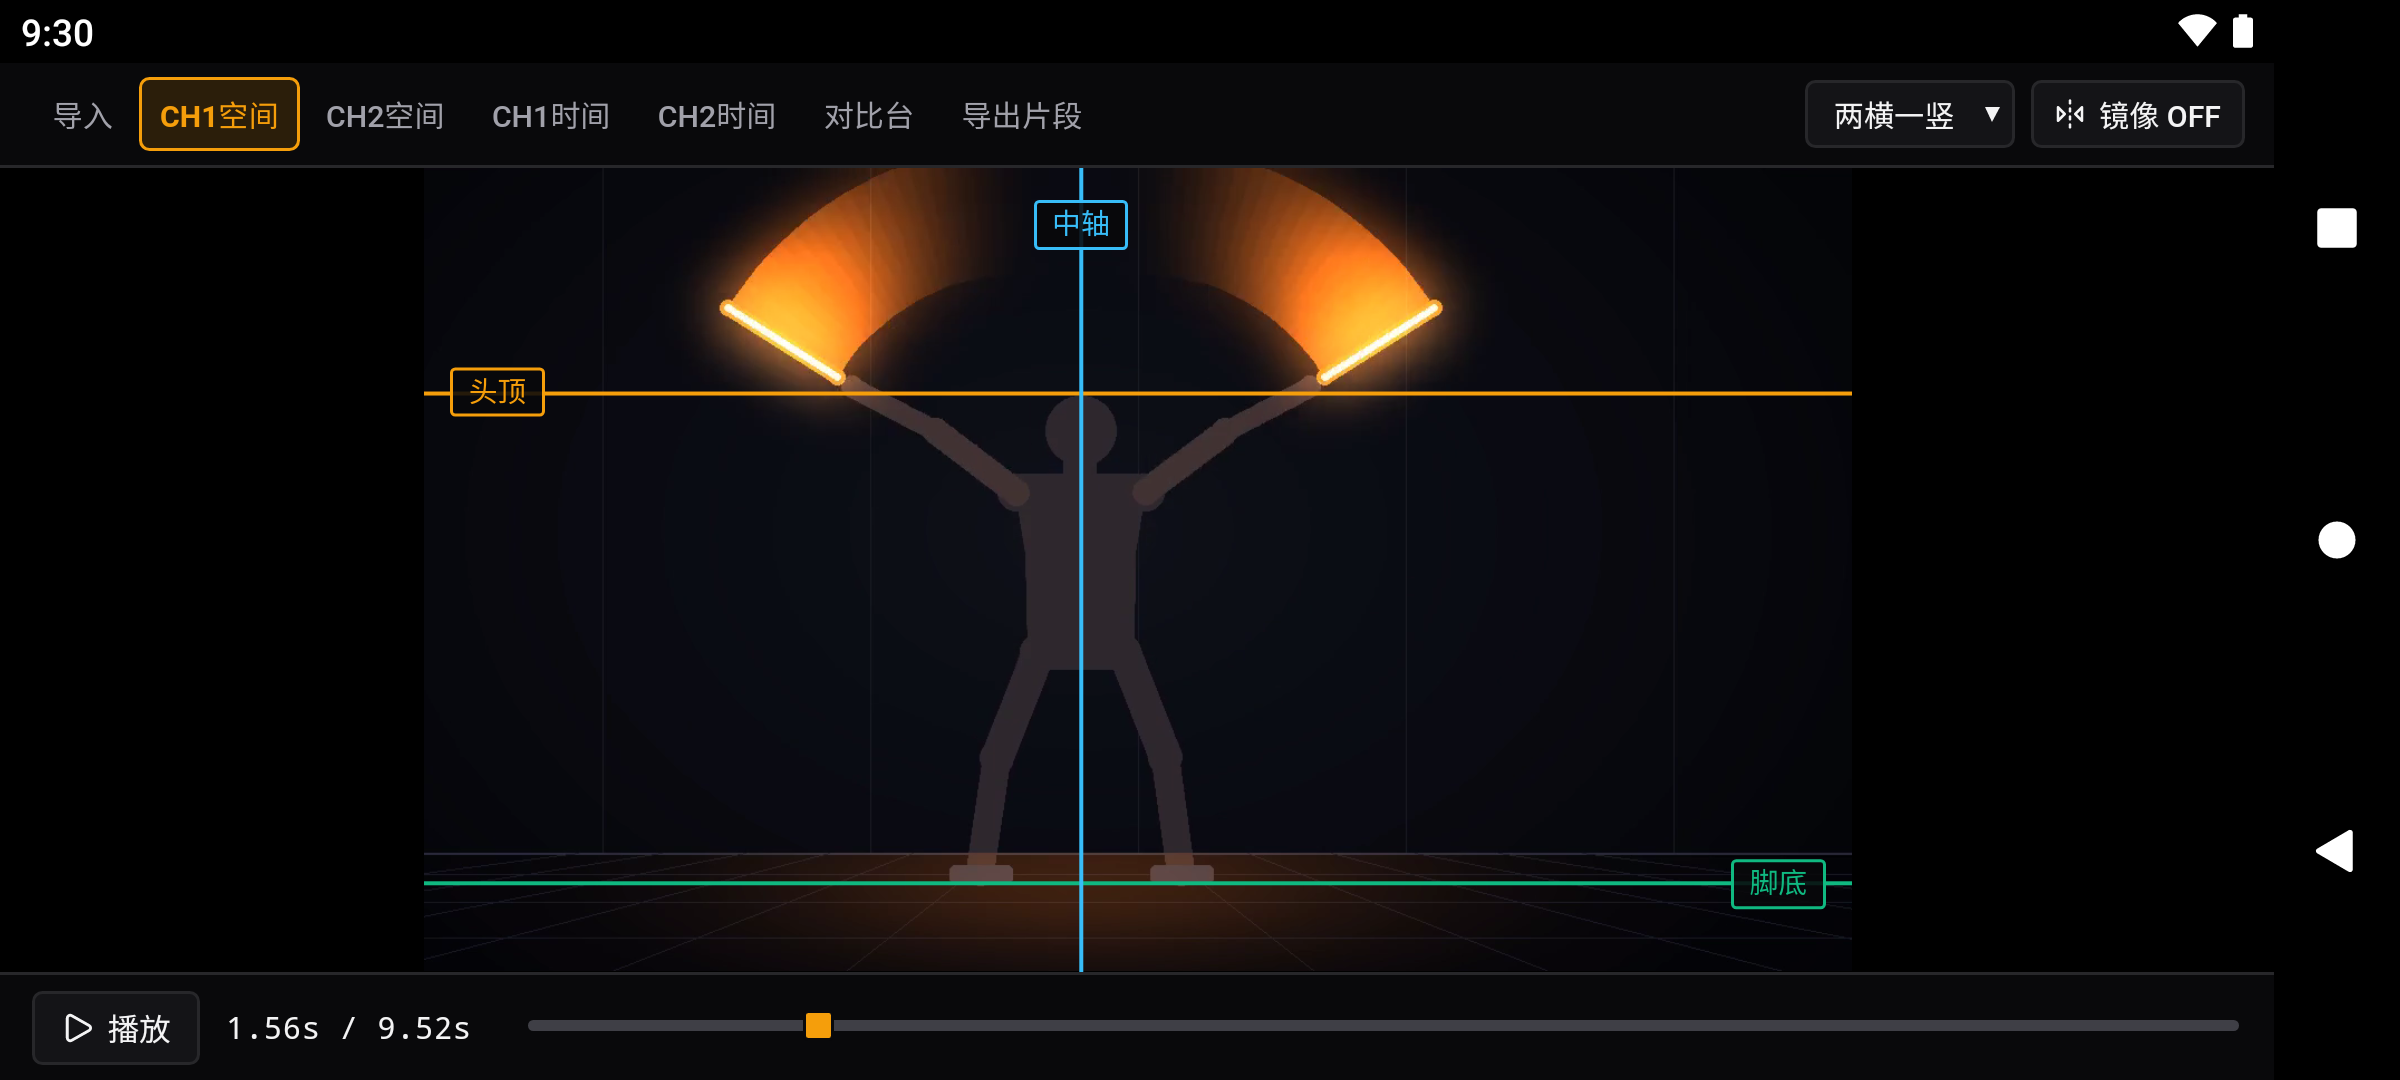 9:30
导入 CH1空间 CH2空间 CH1时间 CH2时间 对比台 导出片段 两横一竖 ▼ 镜像 OFF
中轴
头顶
脚底
播放 1.56s / 9.52s